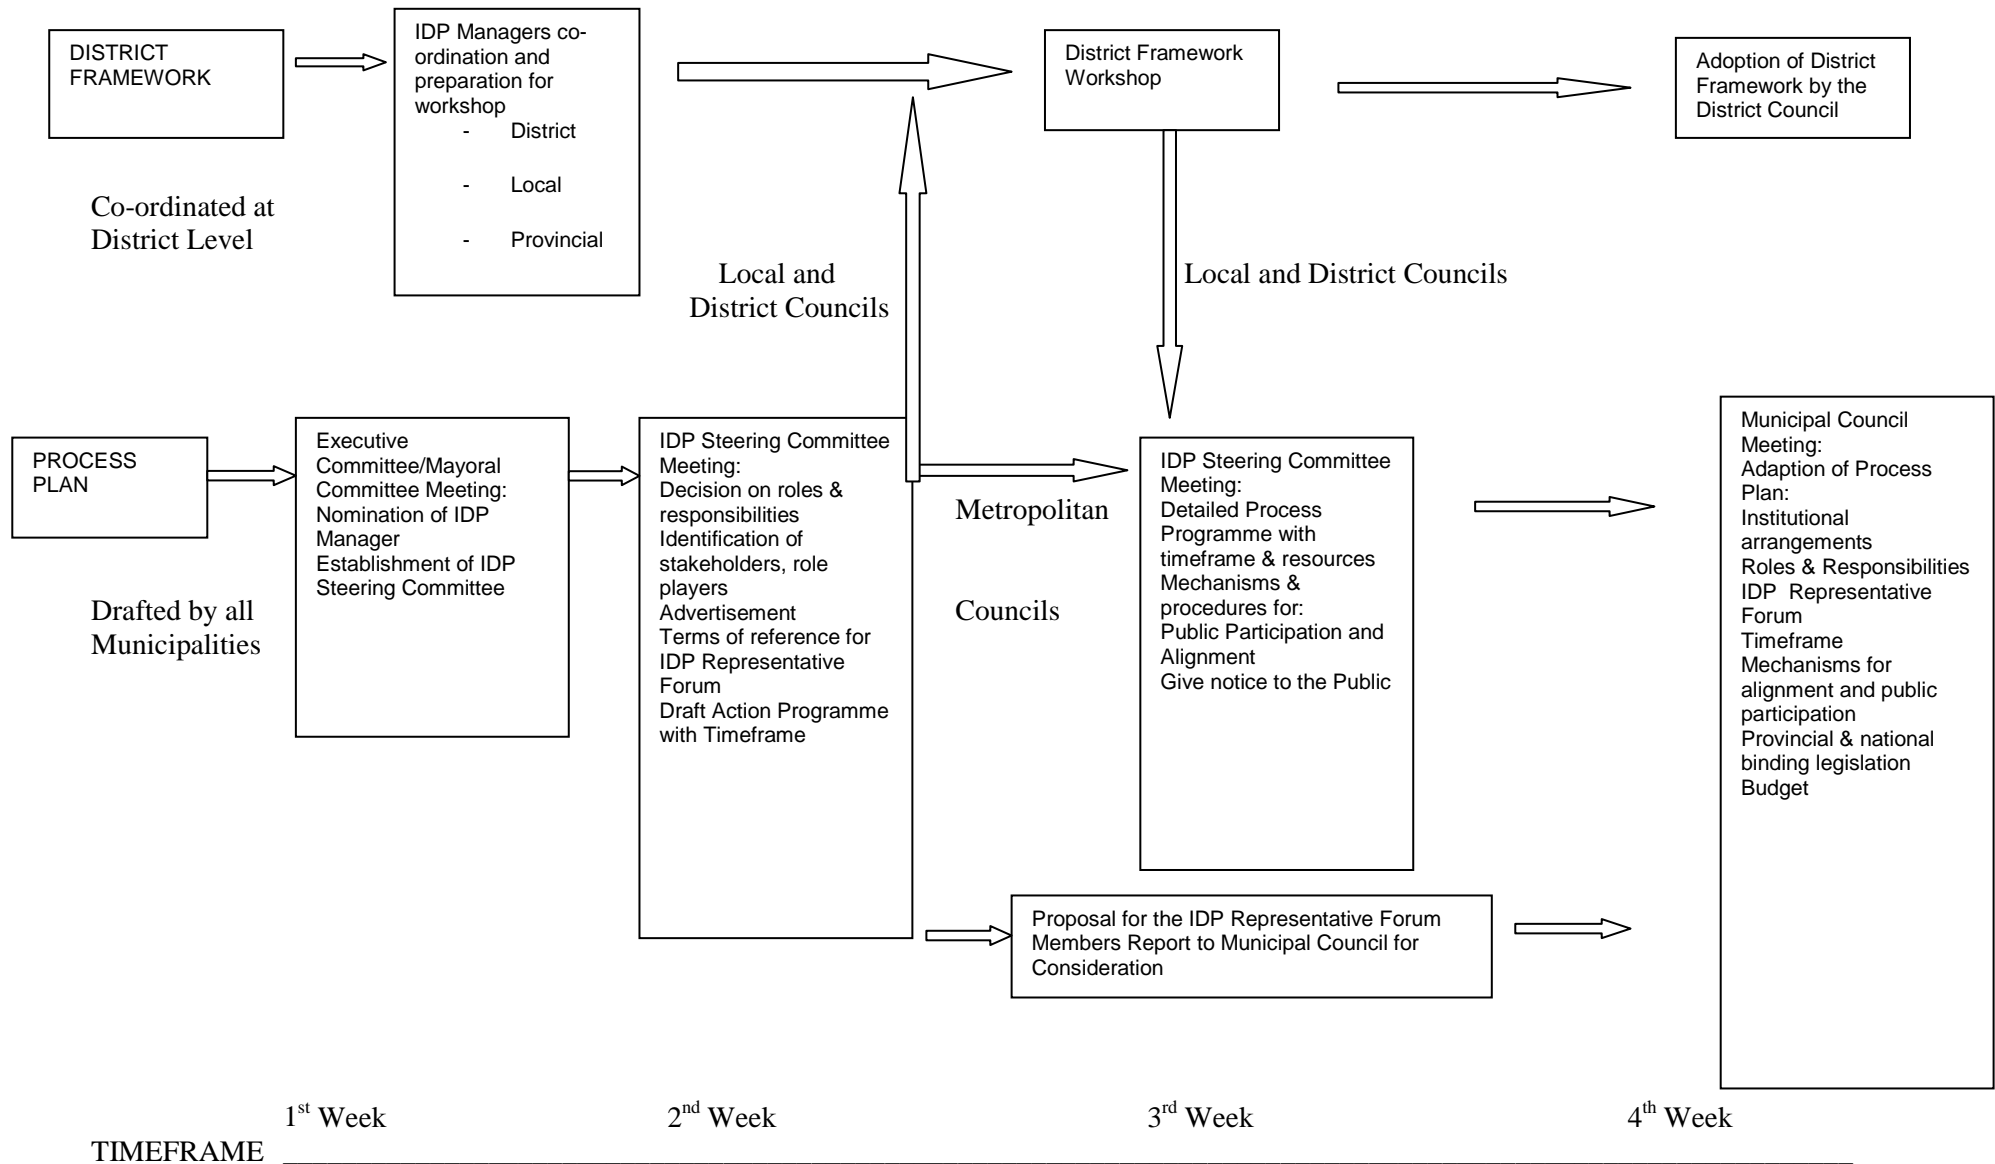 DISTRICT
FRAMEWORK
IDP Managers co-
ordination and
preparation for
workshop
- District
- Local
- Provincial
District Framework
Workshop
Adoption of District
Framework by the
District Council
Co-ordinated at
District Level
Local and
District Councils
Local and District Councils
PROCESS
PLAN
Executive
Committee/Mayoral
Committee Meeting:
Nomination of IDP
Manager
Establishment of IDP
Steering Committee
IDP Steering Committee
Meeting:
Decision on roles &
responsibilities
Identification of
stakeholders, role
players
Advertisement
Terms of reference for
IDP Representative
Forum
Draft Action Programme
with Timeframe
Metropolitan
Councils
IDP Steering Committee
Meeting:
Detailed Process
Programme with
timeframe & resources
Mechanisms &
procedures for:
Public Participation and
Alignment
Give notice to the Public
Municipal Council
Meeting:
Adaption of Process
Plan:
Institutional
arrangements
Roles & Responsibilities
IDP Representative
Forum
Timeframe
Mechanisms for
alignment and public
participation
Provincial & national
binding legislation
Budget
Drafted by all
Municipalities
Proposal for the IDP Representative Forum
Members Report to Municipal Council for
Consideration
1st Week 2nd Week 3rd Week 4th Week
TIMEFRAME